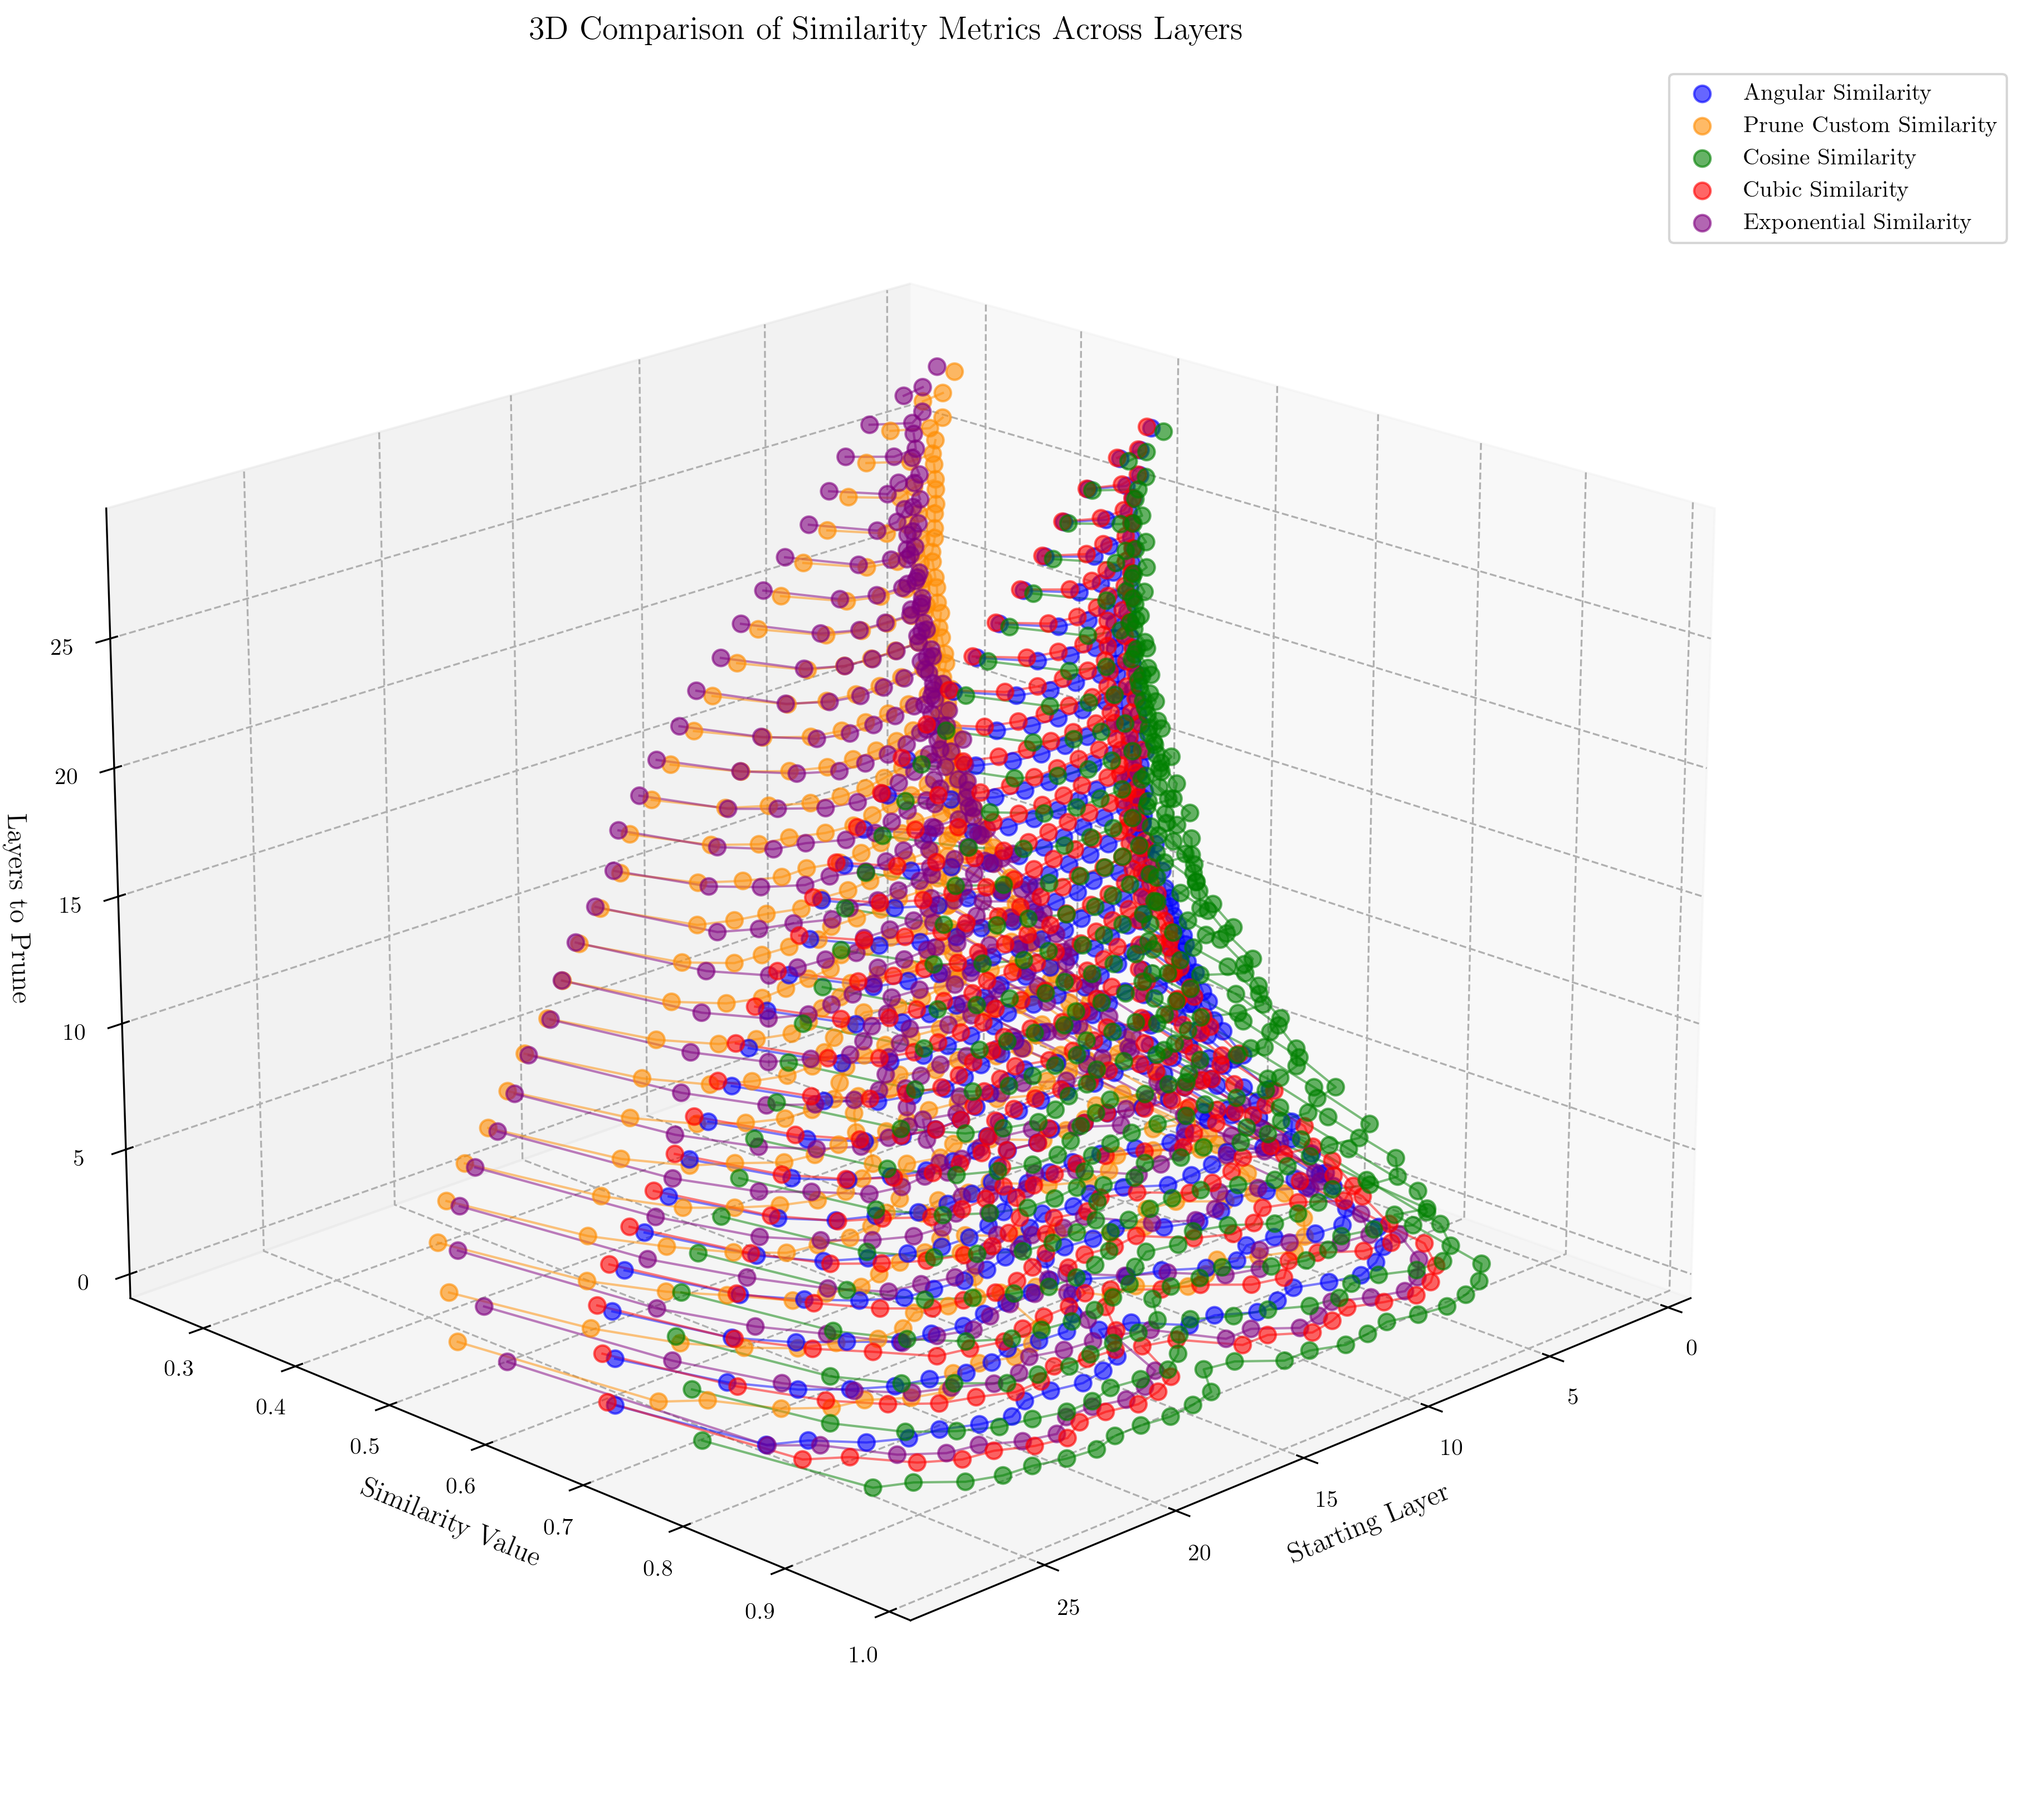 3D Comparison of Similarity Metrics Across Layers
Angular Similarity
Prune Custom Similarity
Cosine Similarity
Cubic Similarity
Exponential Similarity
25
20
15
10
5
0
Layers to Prune
0.3
0.4
0.5
0.6
0.7
0.8
0.9
1.0
Similarity Value
0
5
10
15
20
25
Starting Layer